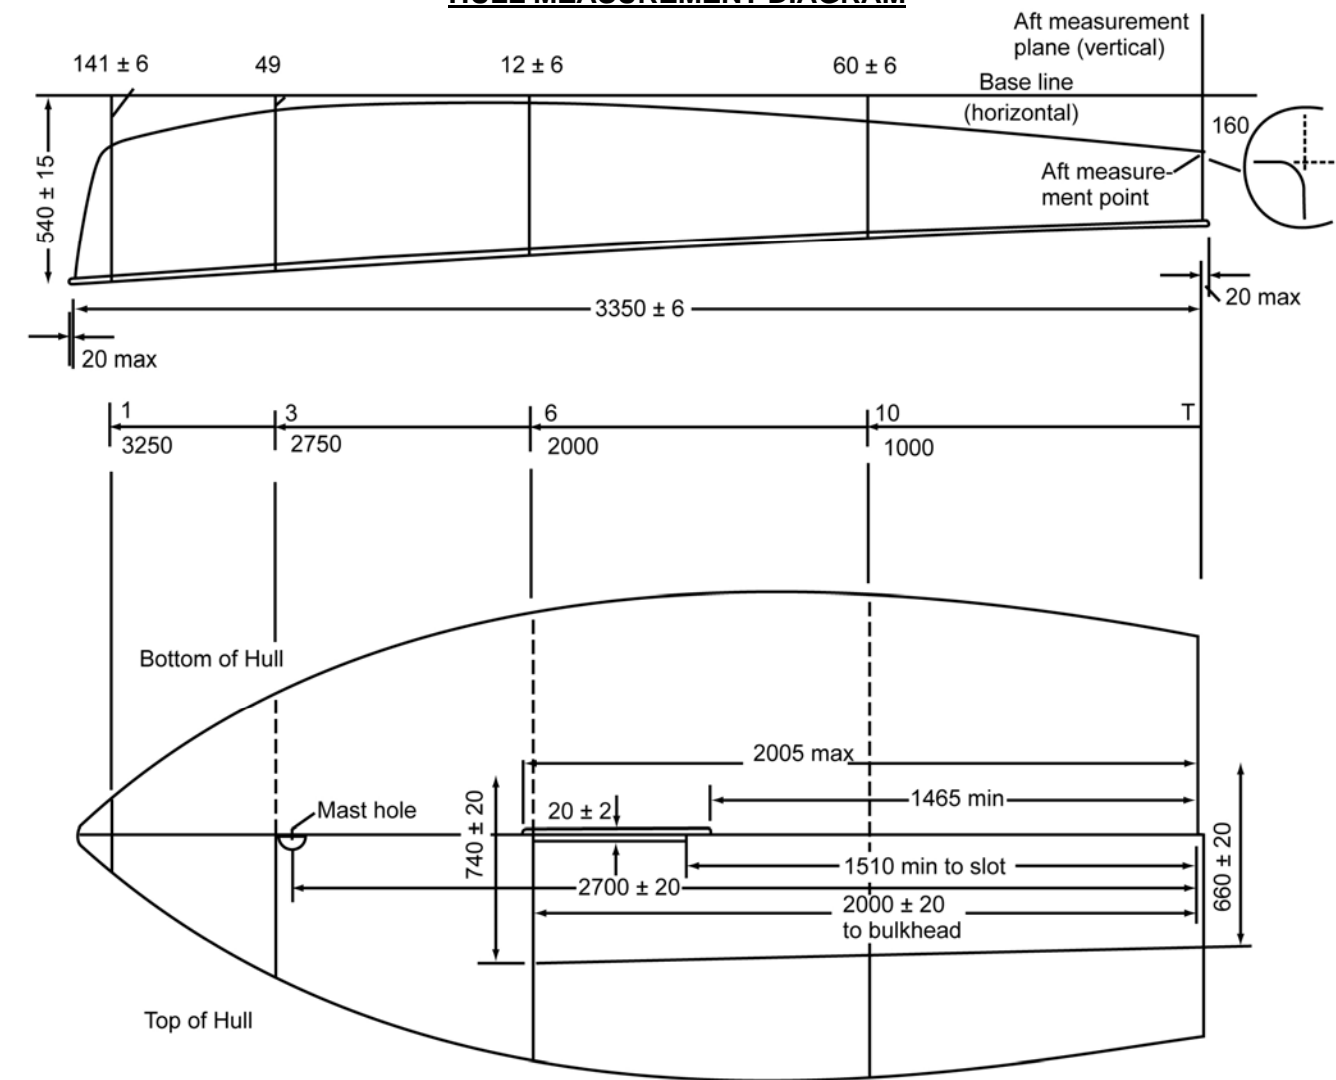 HULL MEASUREMENT DIAGRAM
Aft measurement
plane (vertical)
141 ± 6
49
12 ± 6
60 ± 6
Base line
(horizontal)
160
540 ± 15
Aft measure-
ment point
20 max
3350 ± 6
20 max
1
3
6
10
T
3250
2750
2000
1000
Bottom of Hull
2005 max
Mast hole
20 ± 2
1465 min
740 ± 20
1510 min to slot
660 ± 20
2700 ± 20
2000 ± 20
to bulkhead
Top of Hull